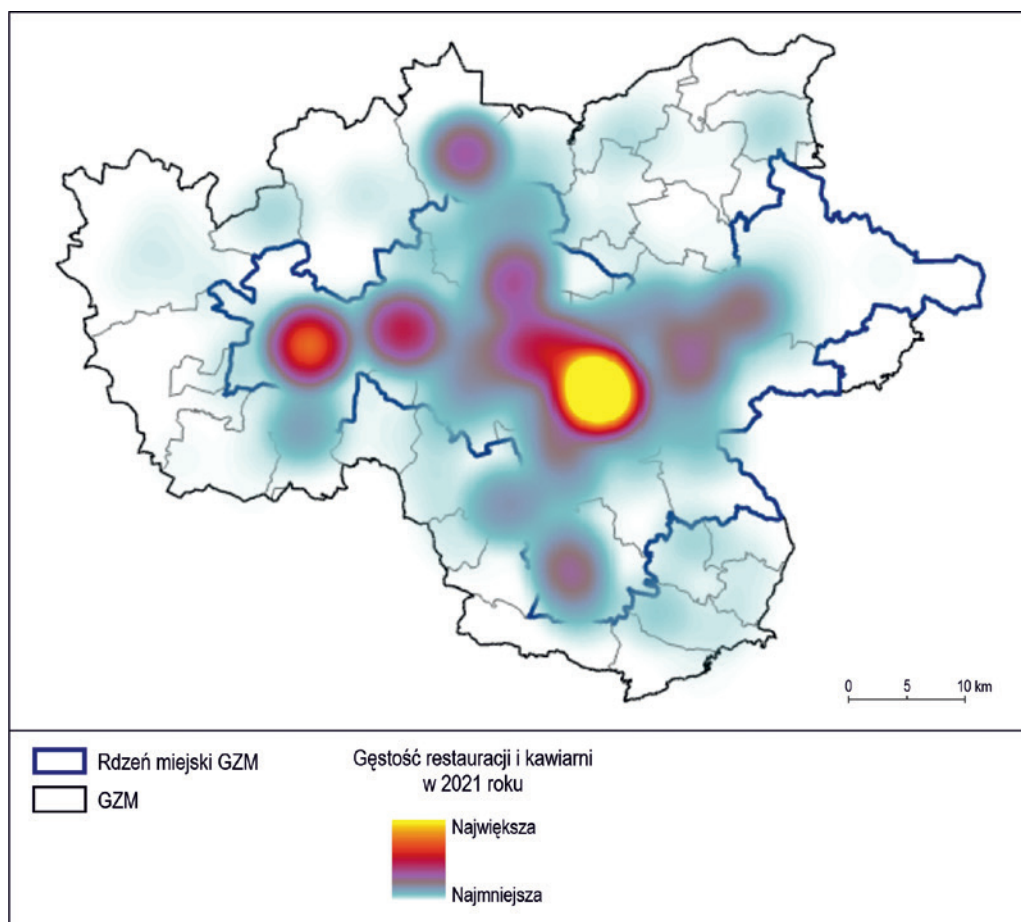 0 5 10 km
Rdzeń miejski GZM
GZM
Gęstość restauracji i kawiarni
w 2021 roku
Największa
Najmniejsza